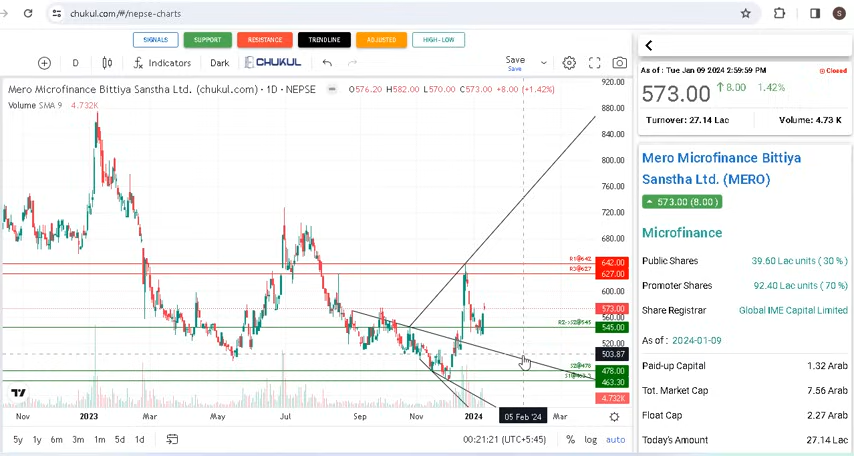 chukul.com/#/nepse-charts
S
SIGNALS SUPPORT RESISTANCE TRENDLINE ADJUSTED HIGH-LOW
D Indicators Dark CHUKUL Save
Save
Mero Microfinance Bittiya Sanstha Ltd. (chukul.com) · 1D · NEPSE O576.20 H582.00 L570.00 C573.00 +8.00 (+1.42%)
Volume SMA 9 4.732K
920.00
880.00
840.00
800.00
760.00
720.00
680.00
R1@642 642.00
R3@627 627.00
600.00
573.00
560.00
R2->S2@545 545.00
520.00
503.87
S2@478 478.00
463.30
4.732K
Nov 2023 Mar May Jul Sep Nov 2024 05 Feb '24 Mar
5y 1y 6m 3m 1m 5d 1d 00:21:21 (UTC+5:45) % log auto
As of : Tue Jan 09 2024 2:59:59 PM Closed
573.00 8.00 1.42%
Turnover: 27.14 Lac Volume: 4.73 K
Mero Microfinance Bittiya
Sanstha Ltd. (MERO)
573.00 (8.00)
Microfinance
Public Shares 39.60 Lac units ( 30 % )
Promoter Shares 92.40 Lac units ( 70 % )
Share Registrar Global IME Capital Limited
As of : 2024-01-09
Paid-up Capital 1.32 Arab
Tot. Market Cap 7.56 Arab
Float Cap 2.27 Arab
Today's Amount 27.14 Lac